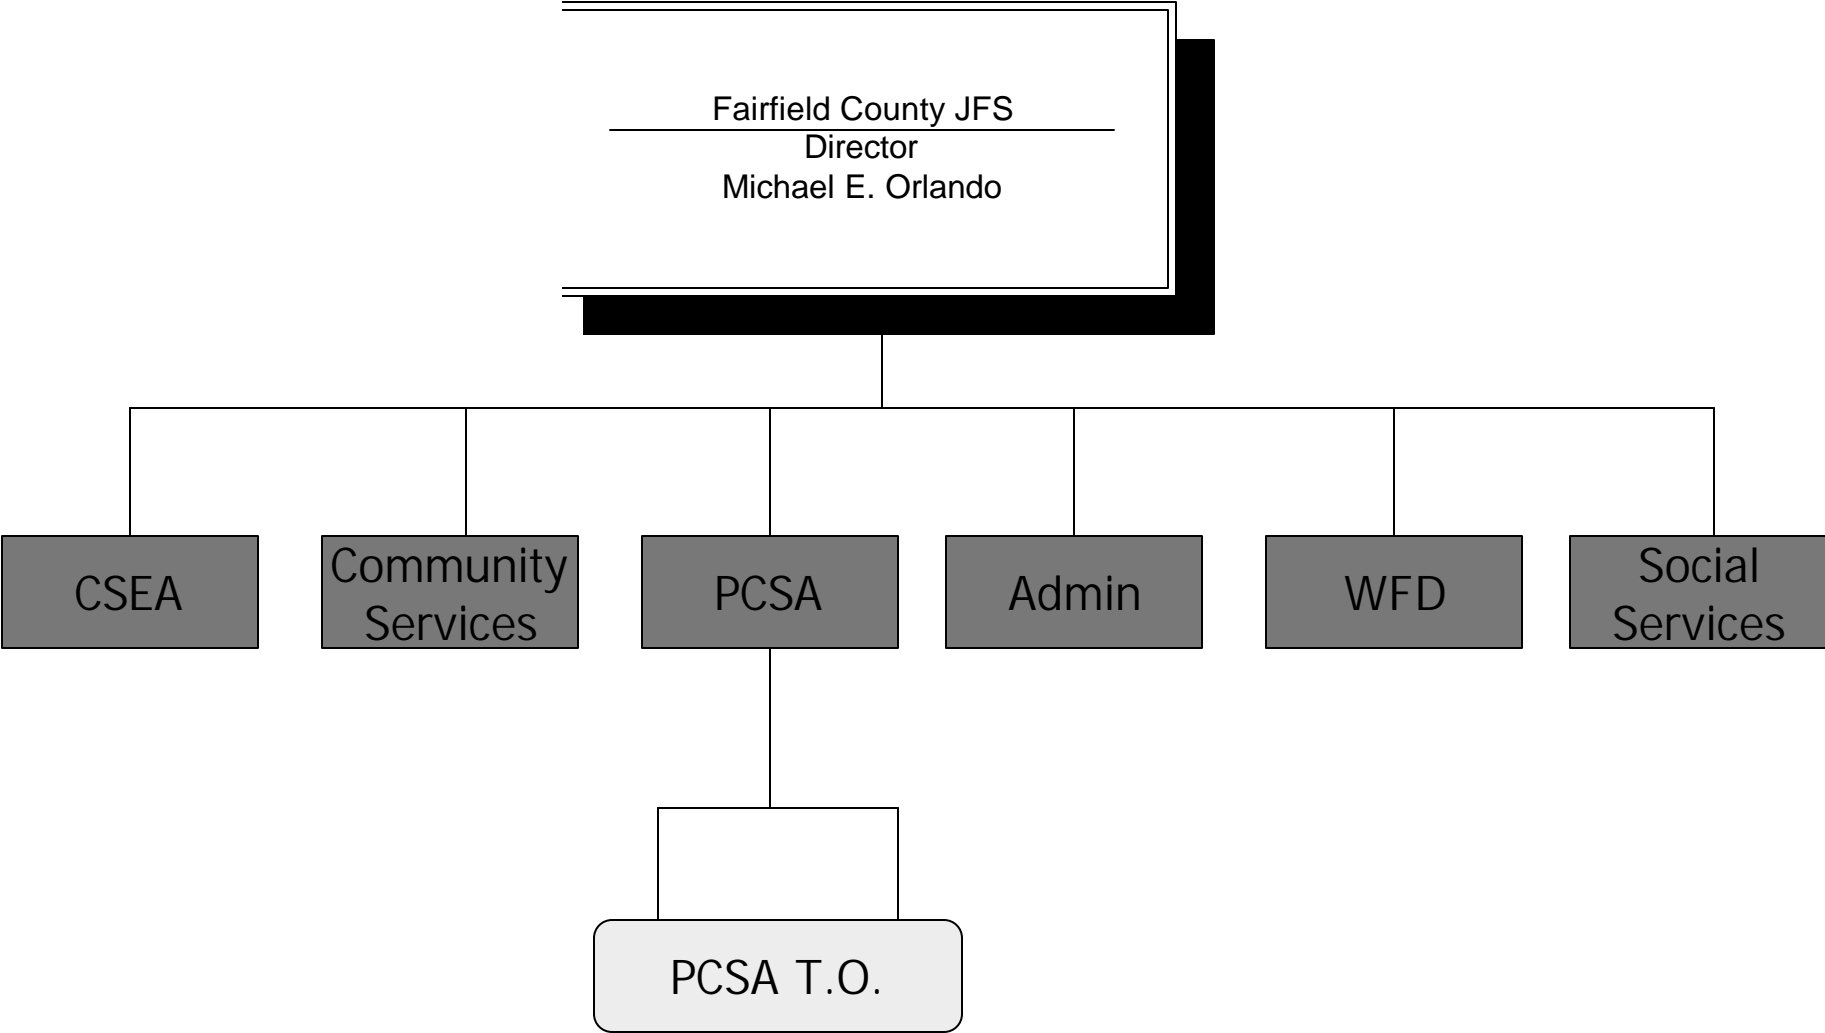 Fairfield County JFS
Director
Michael E. Orlando
CSEA
Community
Services
PCSA
Admin
WFD
Social
Services
PCSA T.O.